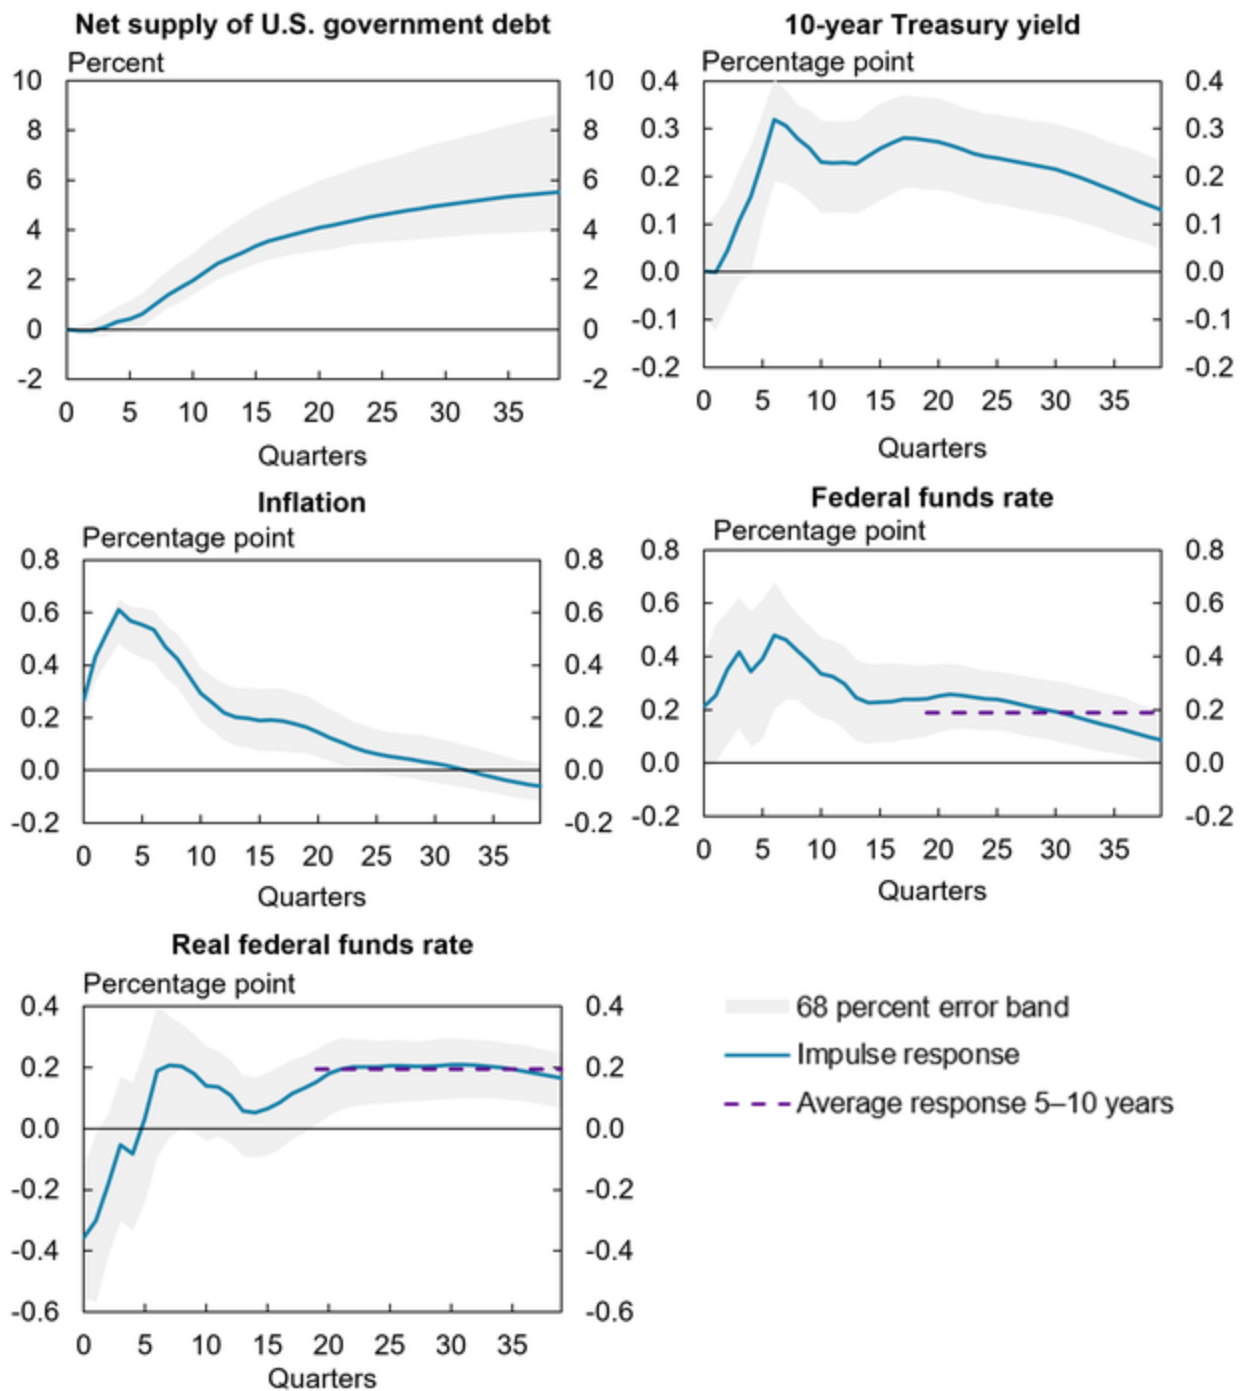 Net supply of U.S. government debt
Percent
10 10
8 8
6 6
4 4
2 2
0 0
-2 -2
0 5 10 15 20 25 30 35
Quarters
10-year Treasury yield
Percentage point
0.4 0.4
0.3 0.3
0.2 0.2
0.1 0.1
0.0 0.0
-0.1 -0.1
-0.2 -0.2
0 5 10 15 20 25 30 35
Quarters
Inflation
Percentage point
0.8 0.8
0.6 0.6
0.4 0.4
0.2 0.2
0.0 0.0
-0.2 -0.2
0 5 10 15 20 25 30 35
Quarters
Federal funds rate
Percentage point
0.8 0.8
0.6 0.6
0.4 0.4
0.2 0.2
0.0 0.0
-0.2 -0.2
0 5 10 15 20 25 30 35
Quarters
Real federal funds rate
Percentage point
0.4 0.4
0.2 0.2
0.0 0.0
-0.2 -0.2
-0.4 -0.4
-0.6 -0.6
0 5 10 15 20 25 30 35
Quarters
68 percent error band
Impulse response
Average response 5–10 years